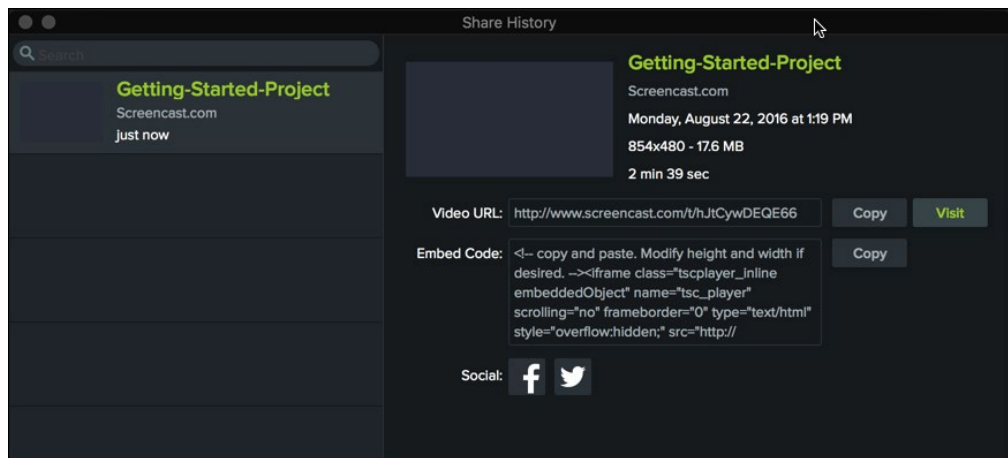 Share History
Search
Getting-Started-Project
Screencast.com
just now
Getting-Started-Project
Screencast.com
Monday, August 22, 2016 at 1:19 PM
854x480 - 17.6 MB
2 min 39 sec
Video URL: http://www.screencast.com/t/hJtCywDEQE66 Copy Visit
Embed Code: <!-- copy and paste. Modify height and width if Copy
desired. --><iframe class="tscplayer_inline
embeddedObject" name="tsc_player"
scrolling="no" frameborder="0" type="text/html"
style="overflow:hidden;" src="http://
Social: